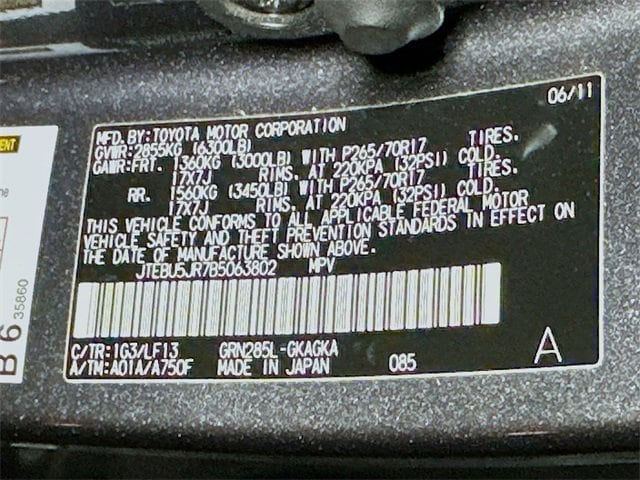 06/11
MFD. BY: TOYOTA MOTOR CORPORATION
GVWR: 2855KG (6300LB)
GAWR: FRT. 1360KG (3000LB) WITH P265/70R17 TIRES.
17X7J RIMS. AT 220KPA (32PSI) COLD.
RR. 1560KG (3450LB) WITH P265/70R17 TIRES.
17X7J RIMS. AT 220KPA (32PSI) COLD.
THIS VEHICLE CONFORMS TO ALL APPLICABLE FEDERAL MOTOR
VEHICLE SAFETY AND THEFT PREVENTION STANDARDS IN EFFECT ON
THE DATE OF MANUFACTURE SHOWN ABOVE.
JTEBU5JR7B5063802 MPV
C/TR: 1G3/LF13 GRN285L-GKAGKA
A/TM: A01A/A750F MADE IN JAPAN 085
A
B 6
35860